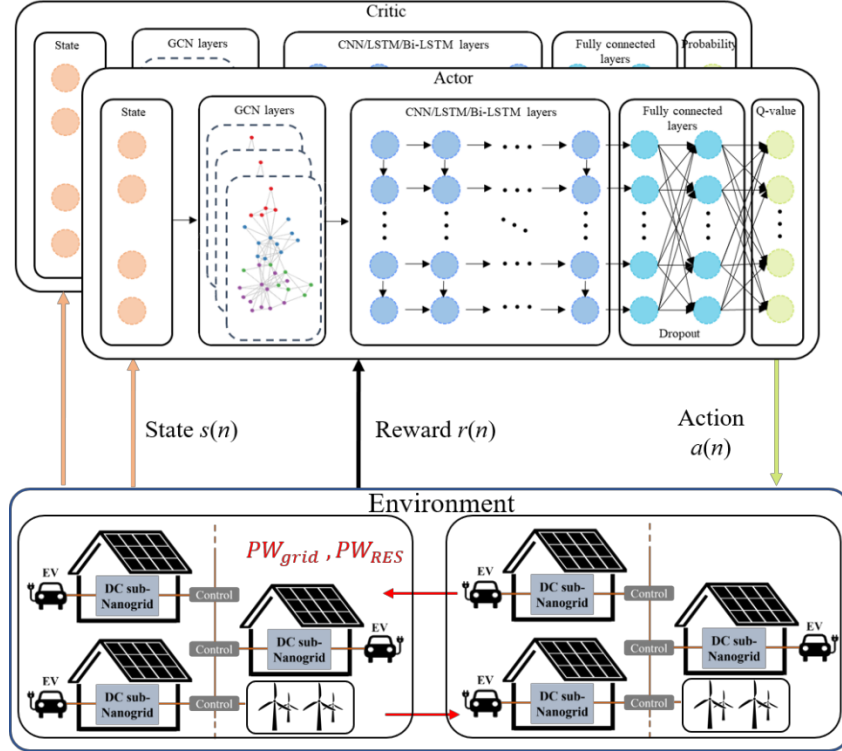 Critic
State
GCN layers
CNN/LSTM/Bi-LSTM layers
Fully connected
layers
Probability
Actor
State
GCN layers
CNN/LSTM/Bi-LSTM layers
Fully connected
layers
Q-value
Dropout
State s(n)
Reward r(n)
Action
a(n)
Environment
PW_grid , PW_RES
EV
DC sub-
Nanogrid
Control
DC sub-
Nanogrid
Control
EV
EV
DC sub-
Nanogrid
Control
EV
DC sub-
Nanogrid
Control
DC sub-
Nanogrid
Control
EV
EV
DC sub-
Nanogrid
Control